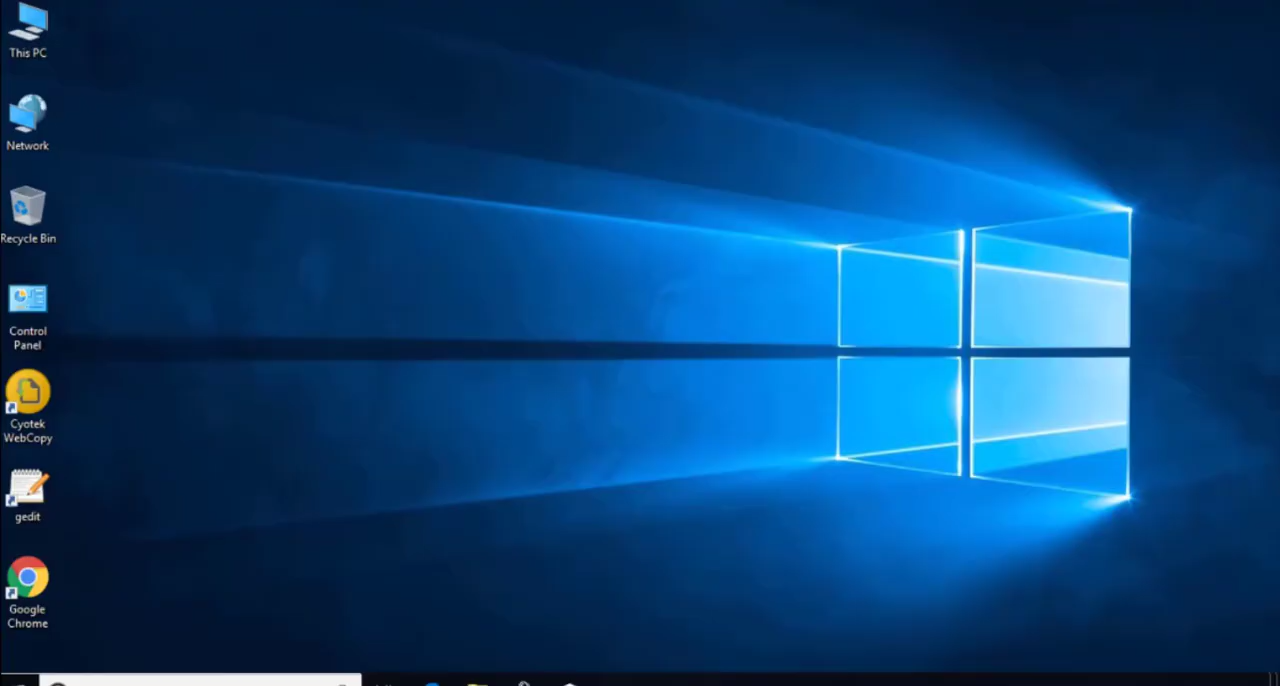 This PC
Network
Recycle Bin
Control
Panel
Cyotek
WebCopy
gedit
Google
Chrome